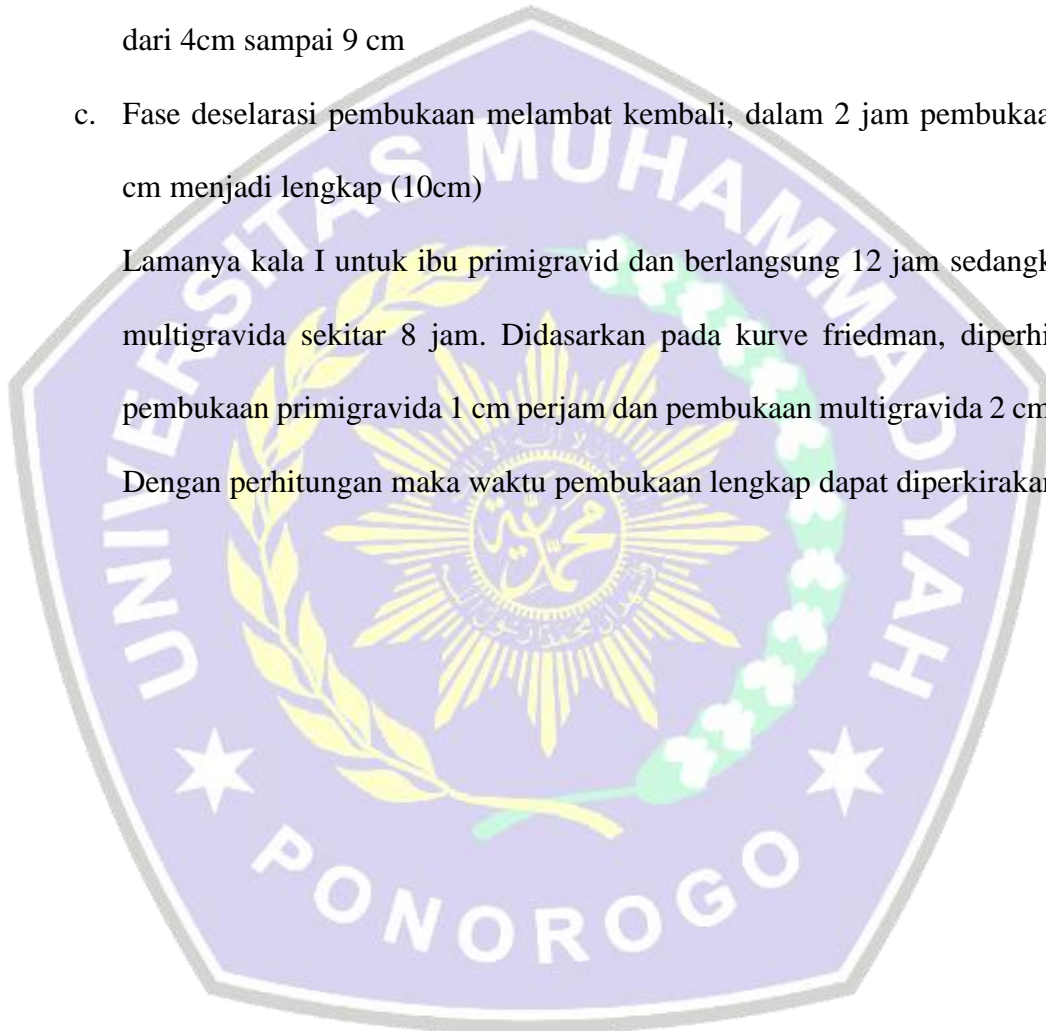 dari 4cm sampai 9 cm
c. Fase deselarasi pembukaan melambat kembali, dalam 2 jam pembukaa
cm menjadi lengkap (10cm)
Lamanya kala I untuk ibu primigravid dan berlangsung 12 jam sedangk
multigravida sekitar 8 jam. Didasarkan pada kurve friedman, diperhi
pembukaan primigravida 1 cm perjam dan pembukaan multigravida 2 cm
Dengan perhitungan maka waktu pembukaan lengkap dapat diperkirakan
UNIVERSITAS MUHAMMADIYAH
PONOROGO
محمدية